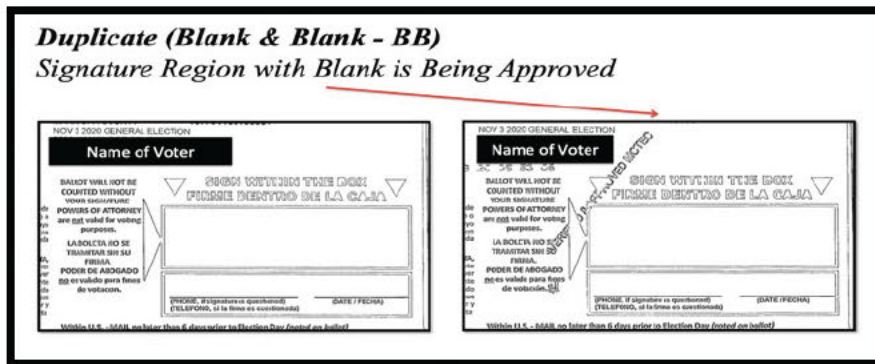 Duplicate (Blank & Blank - BB)
Signature Region with Blank is Being Approved
NOV 3 2020 GENERAL ELECTION
Name of Voter
BALLOT WILL NOT BE
COUNTED WITHOUT
YOUR SIGNATURE
POWERS OF ATTORNEY
are not valid for voting
purposes.
LA BOLETA NO SE
TRAMITAR SIN SU
FIRMA.
PODER DE ABOGADO
no es valido para fines
de votacion.
SIGN WITHIN THE BOX
FIRME DENTRO DE LA CAJA
(PHONE, if signature is questioned) (DATE / FECHA)
(TELEFONO, si la firma es cuestionada)
Within U.S. - MAIL no later than 6 days prior to Election Day (noted on ballot)
NOV 3 2020 GENERAL ELECTION
Name of Voter
BALLOT WILL NOT BE
COUNTED WITHOUT
YOUR SIGNATURE
POWERS OF ATTORNEY
are not valid for voting
purposes.
LA BOLETA NO SE
TRAMITAR SIN SU
FIRMA.
PODER DE ABOGADO
no es valido para fines
de votación.
VERIFIED & APPROVED MCTEC
SIGN WITHIN THE BOX
FIRME DENTRO DE LA CAJA
(PHONE, if signature is questioned) (DATE / FECHA)
(TELEFONO, si la firma es cuestionada)
Within U.S. - MAIL no later than 6 days prior to Election Day (noted on ballot)